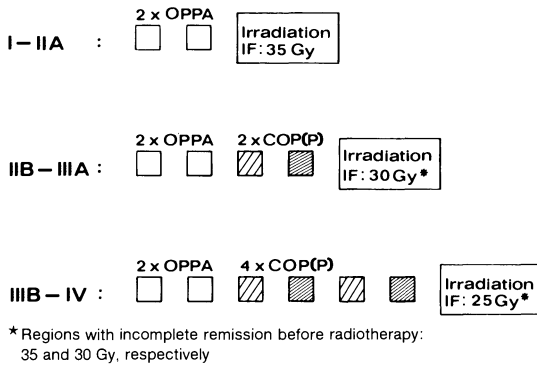 2 x OPPA
I – IIA : Irradiation
IF: 35 Gy
2 x OPPA 2 x COP(P)
IIB – IIIA : Irradiation
IF: 30 Gy*
2 x OPPA 4 x COP(P)
IIIB – IV : Irradiation
IF: 25 Gy*
* Regions with incomplete remission before radiotherapy:
35 and 30 Gy, respectively